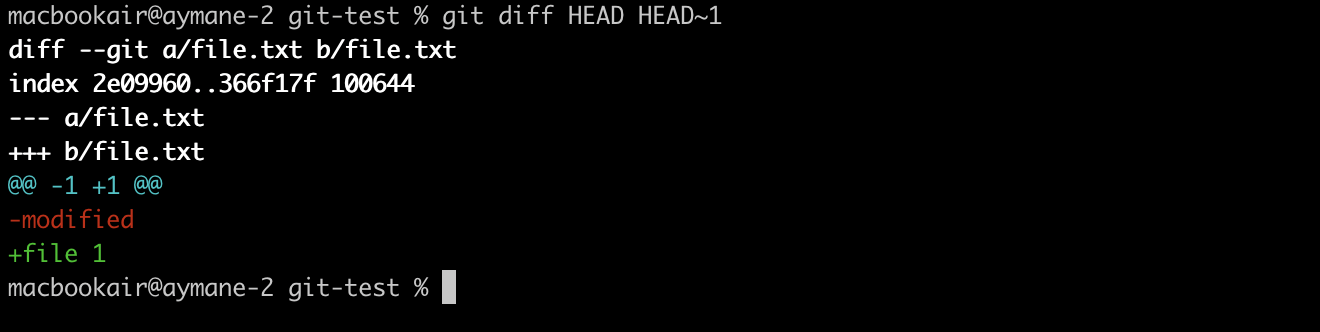 macbookair@aymane-2 git-test % git diff HEAD HEAD~1
diff --git a/file.txt b/file.txt
index 2e09960..366f17f 100644
--- a/file.txt
+++ b/file.txt
@@ -1 +1 @@
-modified
+file 1
macbookair@aymane-2 git-test %